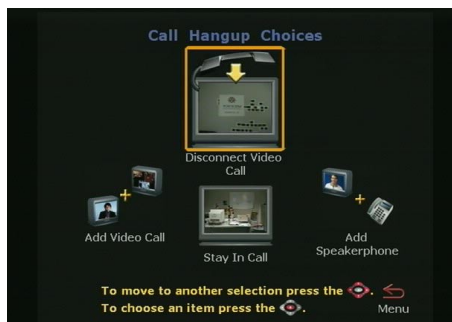 Call Hangup Choices
Disconnect Video
Call
Add Video Call
Stay In Call
Add
Speakerphone
To move to another selection press the .
To choose an item press the .
Menu